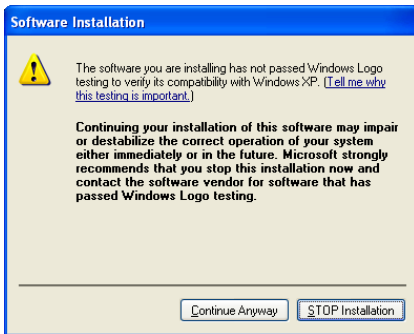 Software Installation
The software you are installing has not passed Windows Logo
testing to verify its compatibility with Windows XP. (Tell me why
this testing is important.)
Continuing your installation of this software may impair
or destabilize the correct operation of your system
either immediately or in the future. Microsoft strongly
recommends that you stop this installation now and
contact the software vendor for software that has
passed Windows Logo testing.
Continue Anyway
STOP Installation